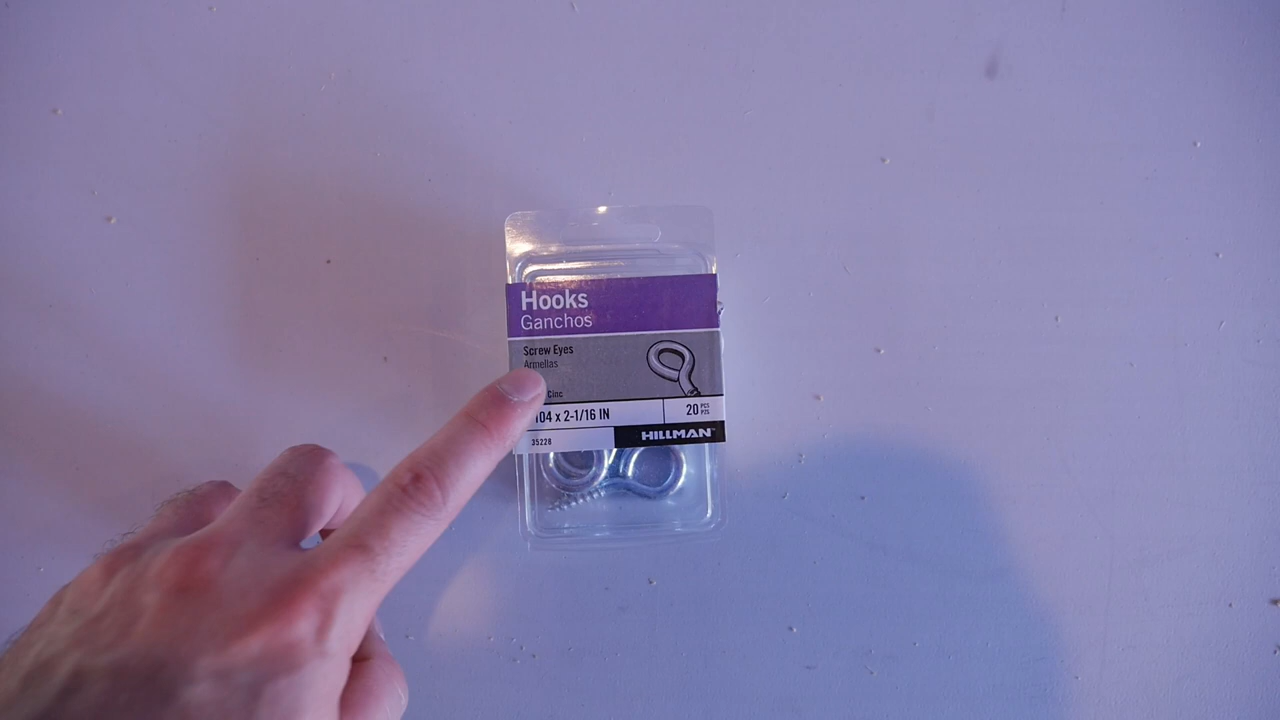 Hooks
Ganchos
Screw Eyes
Armellas
Cinc
104 x 2-1/16 IN
20 PCS
PZS
35228
HILLMAN